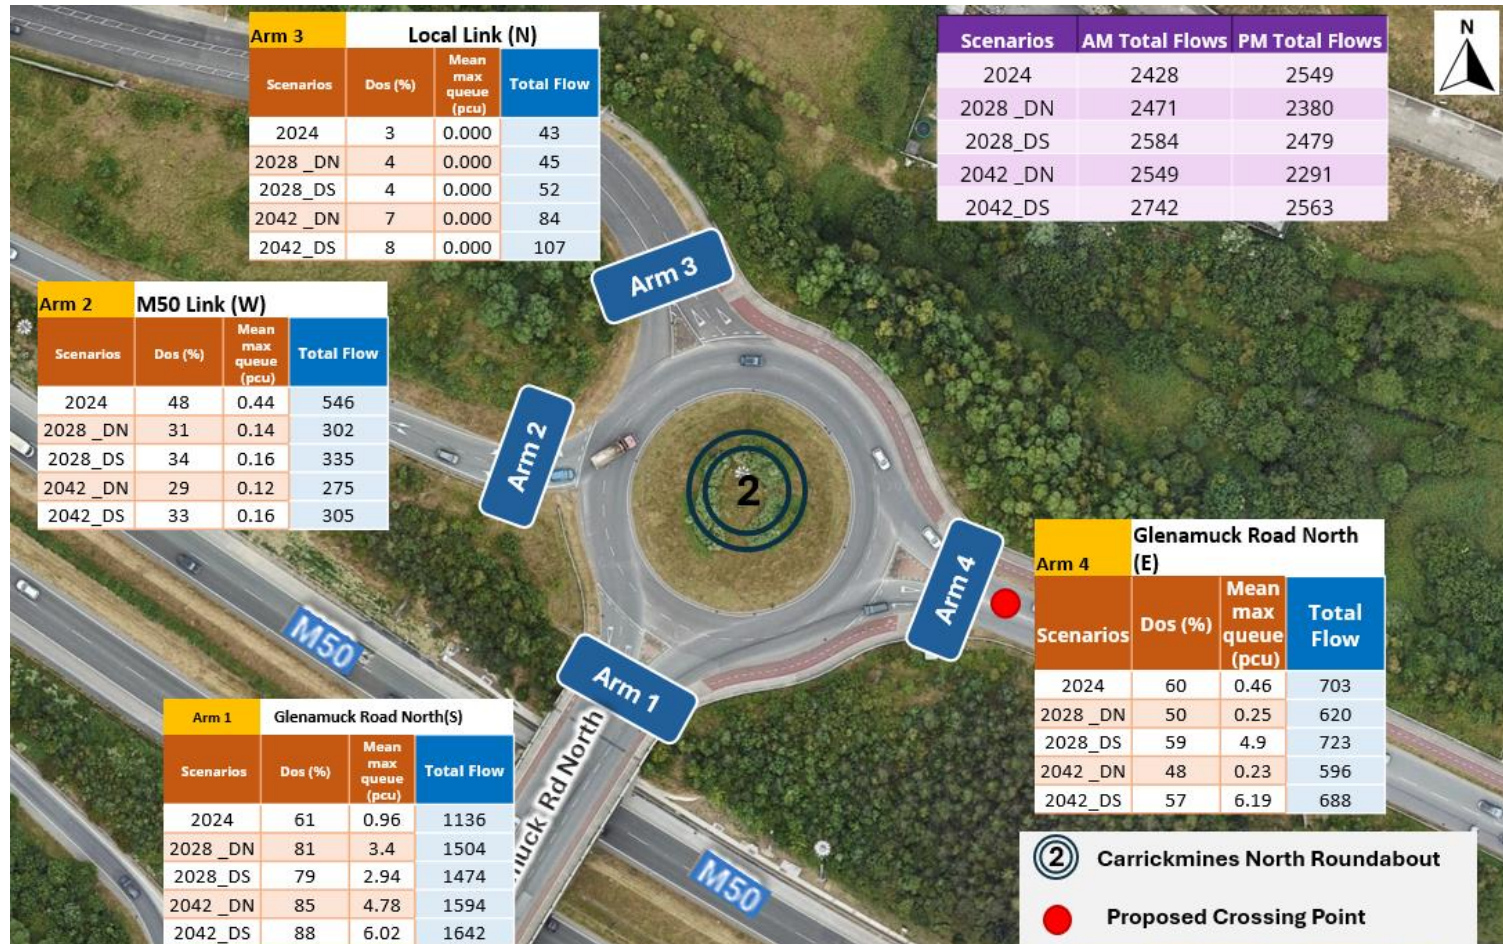 Arm 3 Local Link (N)
Scenarios Dos (%) Mean max queue (pcu) Total Flow
2024 3 0.000 43
2028 _DN 4 0.000 45
2028_DS 4 0.000 52
2042 _DN 7 0.000 84
2042_DS 8 0.000 107
Scenarios AM Total Flows PM Total Flows
2024 2428 2549
2028 _DN 2471 2380
2028_DS 2584 2479
2042 _DN 2549 2291
2042_DS 2742 2563
N
Arm 2 M50 Link (W)
Scenarios Dos (%) Mean max queue (pcu) Total Flow
2024 48 0.44 546
2028 _DN 31 0.14 302
2028_DS 34 0.16 335
2042 _DN 29 0.12 275
2042_DS 33 0.16 305
Arm 3
Arm 2
2
Arm 4
Arm 1
M50
Arm 4 Glenamuck Road North (E)
Scenarios Dos (%) Mean max queue (pcu) Total Flow
2024 60 0.46 703
2028 _DN 50 0.25 620
2028_DS 59 4.9 723
2042 _DN 48 0.23 596
2042_DS 57 6.19 688
Arm 1 Glenamuck Road North(S)
Scenarios Dos (%) Mean max queue (pcu) Total Flow
2024 61 0.96 1136
2028 _DN 81 3.4 1504
2028_DS 79 2.94 1474
2042 _DN 85 4.78 1594
2042_DS 88 6.02 1642
muck Rd North
M50
2 Carrickmines North Roundabout
Proposed Crossing Point